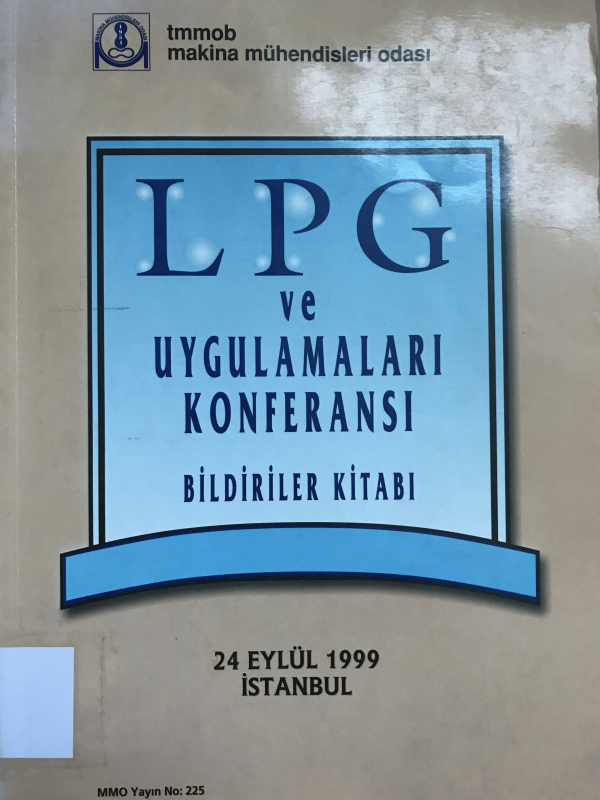 tmmob
makina mühendisleri odası
LPG
ve
UYGULAMALARI
KONFERANSI
BİLDİRİLER KİTABI
24 EYLÜL 1999
İSTANBUL
MMO Yayın No: 225